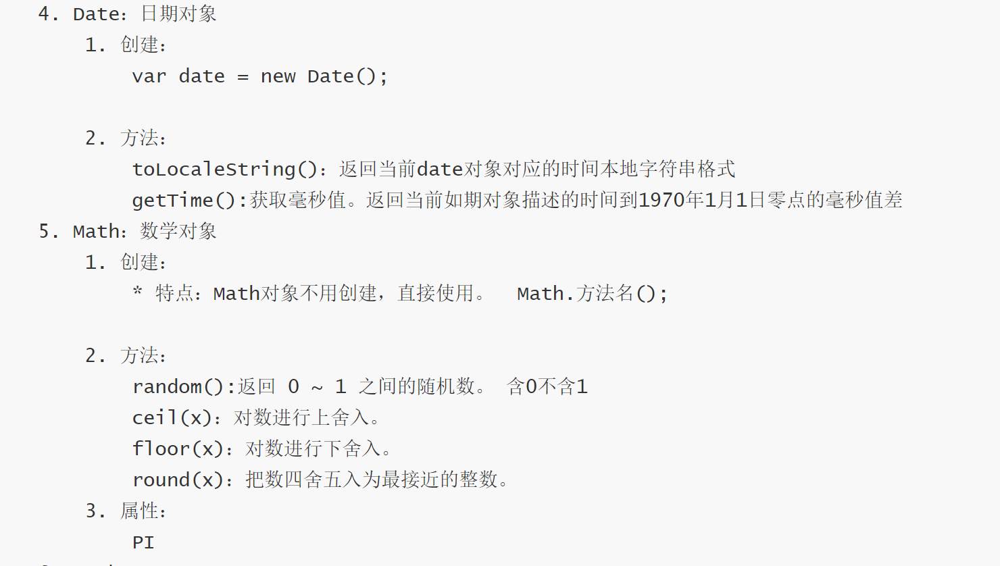 4. Date：日期对象
1. 创建：
var date = new Date();
2. 方法：
toLocaleString()：返回当前date对象对应的时间本地字符串格式
getTime():获取毫秒值。返回当前如期对象描述的时间到1970年1月1日零点的毫秒值差
5. Math：数学对象
1. 创建：
* 特点：Math对象不用创建，直接使用。 Math.方法名();
2. 方法：
random():返回 0 ~ 1 之间的随机数。 含0不含1
ceil(x)：对数进行上舍入。
floor(x)：对数进行下舍入。
round(x)：把数四舍五入为最接近的整数。
3. 属性：
PI